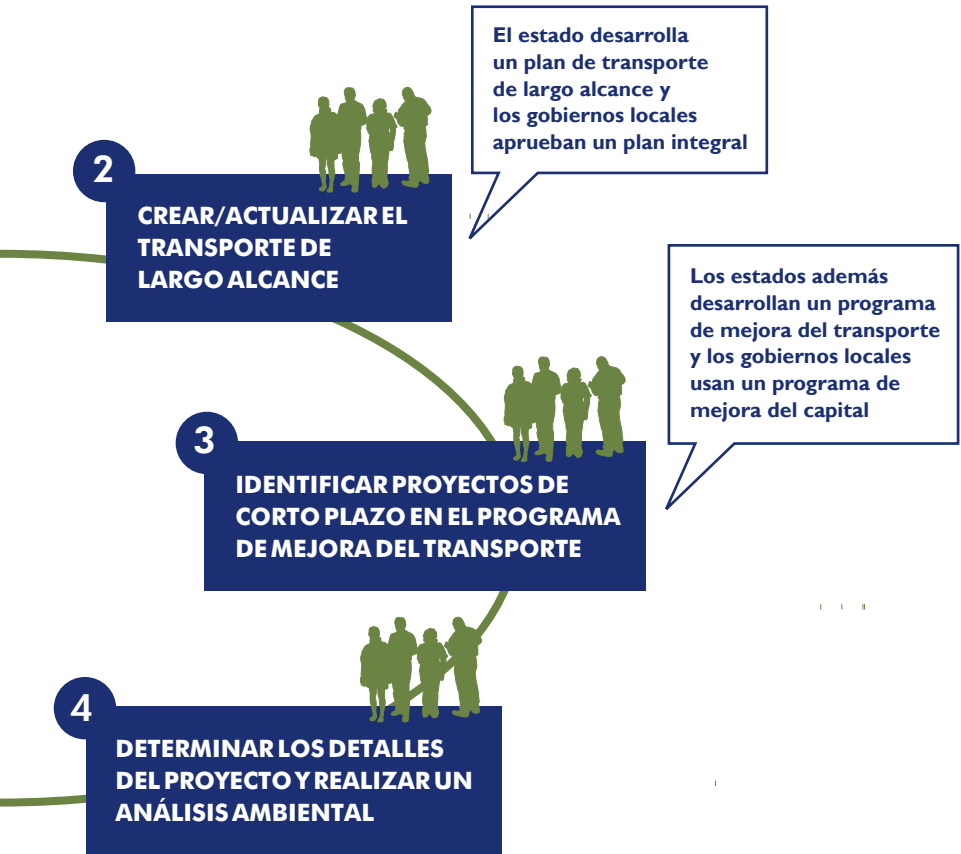 El estado desarrolla
un plan de transporte
de largo alcance y
los gobiernos locales
aprueban un plan integral
2
CREAR/ACTUALIZAR EL
TRANSPORTE DE
LARGO ALCANCE
Los estados además
desarrollan un programa
de mejora del transporte
y los gobiernos locales
usan un programa de
mejora del capital
3
IDENTIFICAR PROYECTOS DE
CORTO PLAZO EN EL PROGRAMA
DE MEJORA DEL TRANSPORTE
4
DETERMINAR LOS DETALLES
DEL PROYECTO Y REALIZAR UN
ANÁLISIS AMBIENTAL